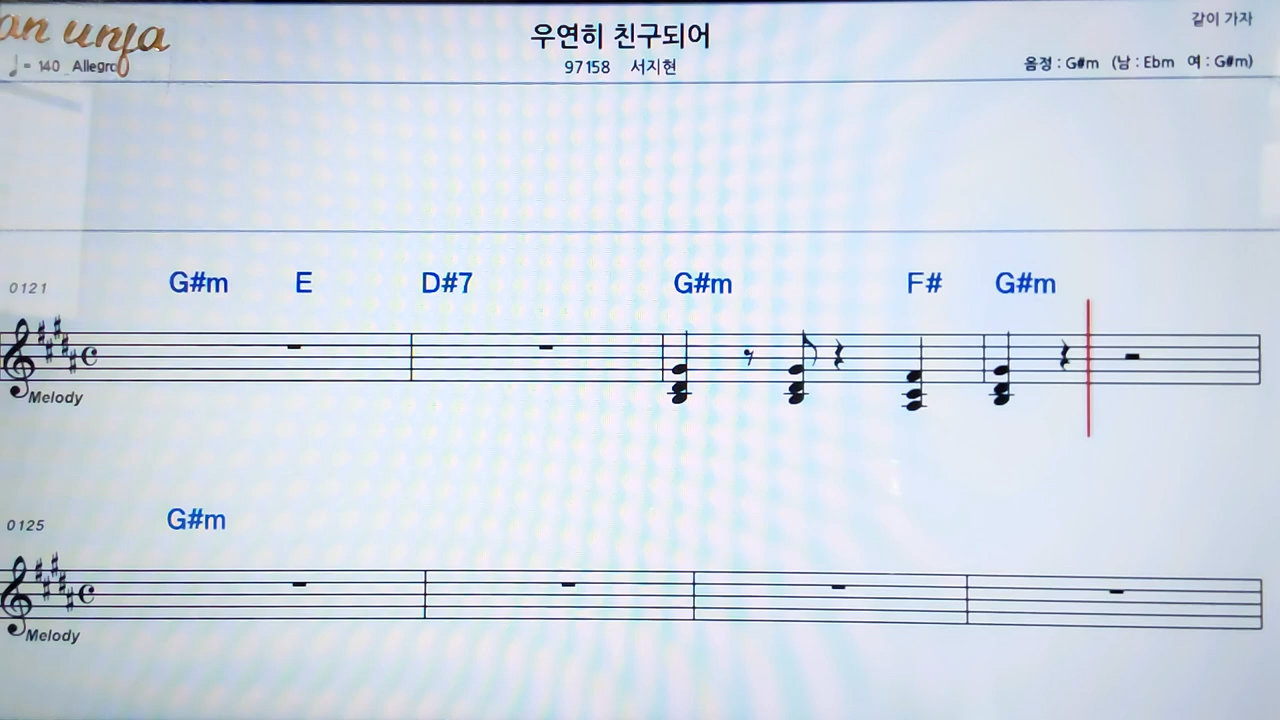 an unja
우연히 친구되어
같이 가자
♩= 140 Allegro
97158 서지현
음정 : G#m (남 : Ebm 여 : G#m)
0121
G#m E D#7 G#m F# G#m
Melody
0125
G#m
Melody